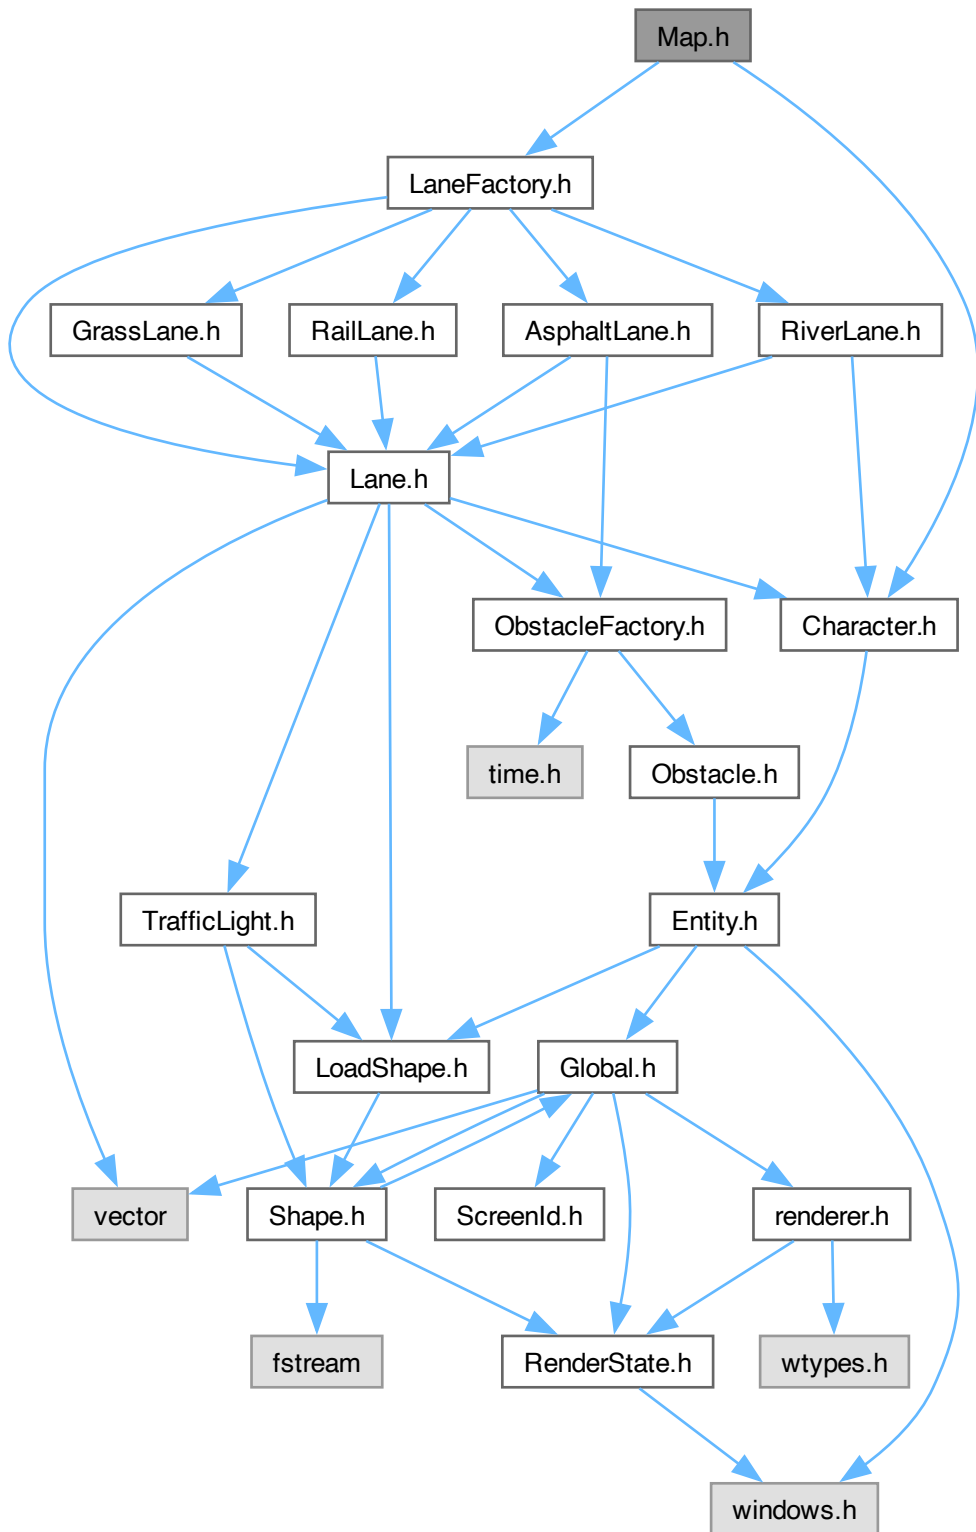 Map.h
LaneFactory.h
GrassLane.h
RailLane.h
AsphaltLane.h
RiverLane.h
Lane.h
ObstacleFactory.h
Character.h
time.h
Obstacle.h
TrafficLight.h
Entity.h
LoadShape.h
Global.h
vector
Shape.h
ScreenId.h
renderer.h
fstream
RenderState.h
wtypes.h
windows.h